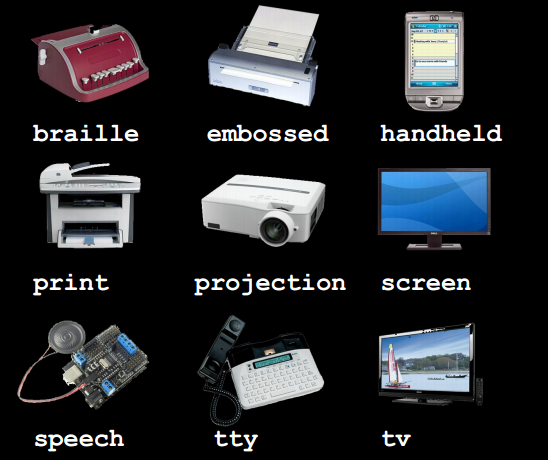 braille
embossed
handheld
print
projection
screen
speech
tty
tv